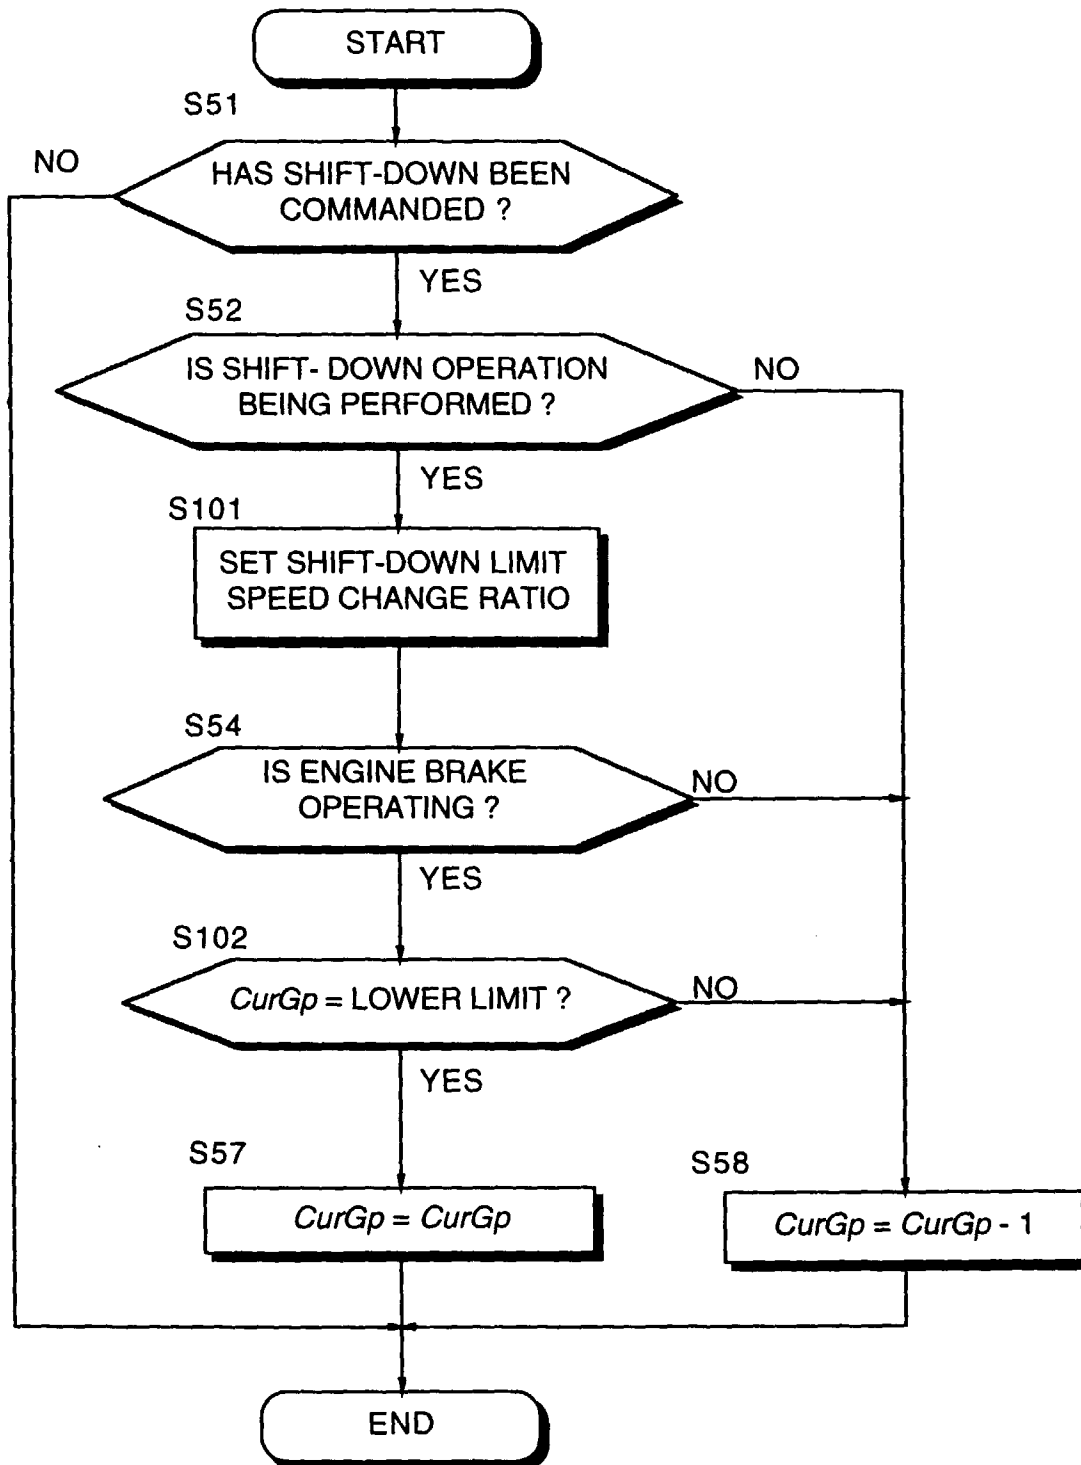 START
S51
NO
HAS SHIFT-DOWN BEEN
COMMANDED ?
YES
S52
IS SHIFT- DOWN OPERATION
BEING PERFORMED ?
NO
YES
S101
SET SHIFT-DOWN LIMIT
SPEED CHANGE RATIO
S54
IS ENGINE BRAKE
OPERATING ?
NO
YES
S102
CurGp = LOWER LIMIT ?
NO
YES
S57
CurGp = CurGp
S58
CurGp = CurGp - 1
END